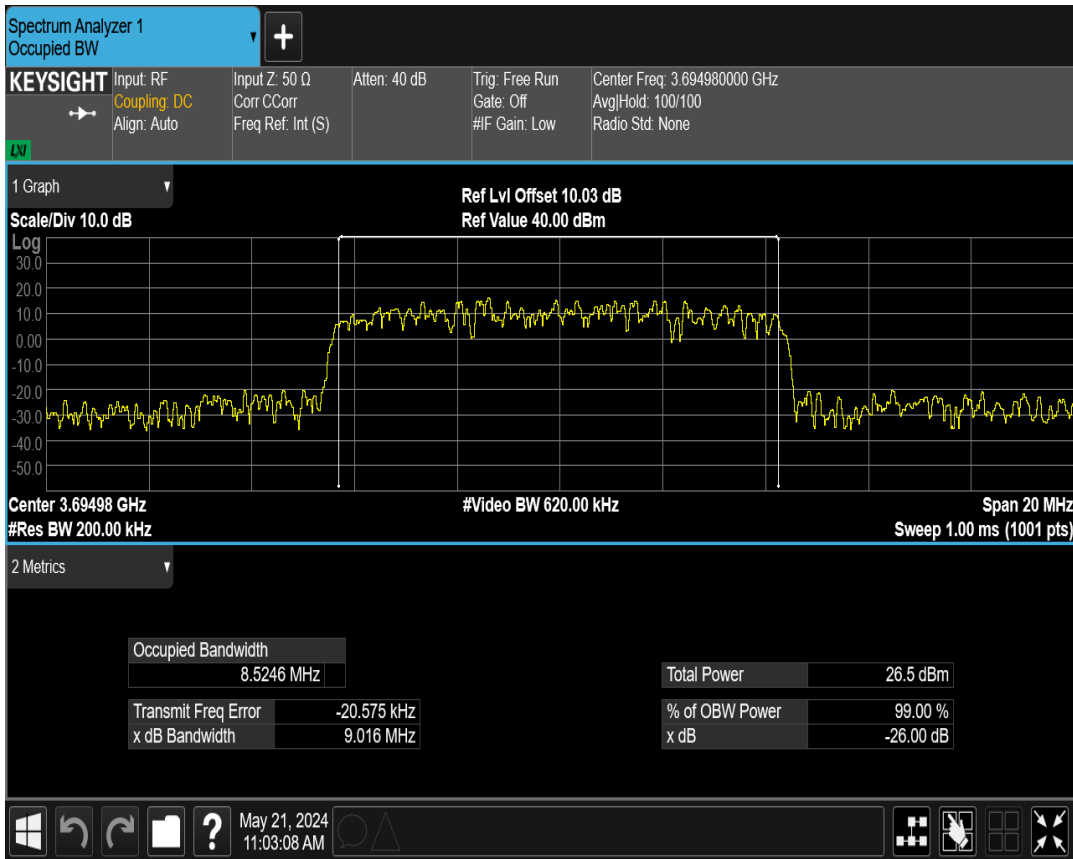 Spectrum Analyzer 1
Occupied BW
KEYSIGHT
LXI
Input: RF
Coupling: DC
Align: Auto
Input Z: 50 Ω
Corr CCorr
Freq Ref: Int (S)
Atten: 40 dB
Trig: Free Run
Gate: Off
#IF Gain: Low
Center Freq: 3.694980000 GHz
Avg|Hold: 100/100
Radio Std: None
1 Graph
Scale/Div 10.0 dB
Ref Lvl Offset 10.03 dB
Ref Value 40.00 dBm
Log
30.0
20.0
10.0
0.00
-10.0
-20.0
-30.0
-40.0
-50.0
Center 3.69498 GHz
#Res BW 200.00 kHz
#Video BW 620.00 kHz
Span 20 MHz
Sweep 1.00 ms (1001 pts)
2 Metrics
Occupied Bandwidth
8.5246 MHz
Transmit Freq Error -20.575 kHz
x dB Bandwidth 9.016 MHz
Total Power 26.5 dBm
% of OBW Power 99.00 %
x dB -26.00 dB
May 21, 2024
11:03:08 AM